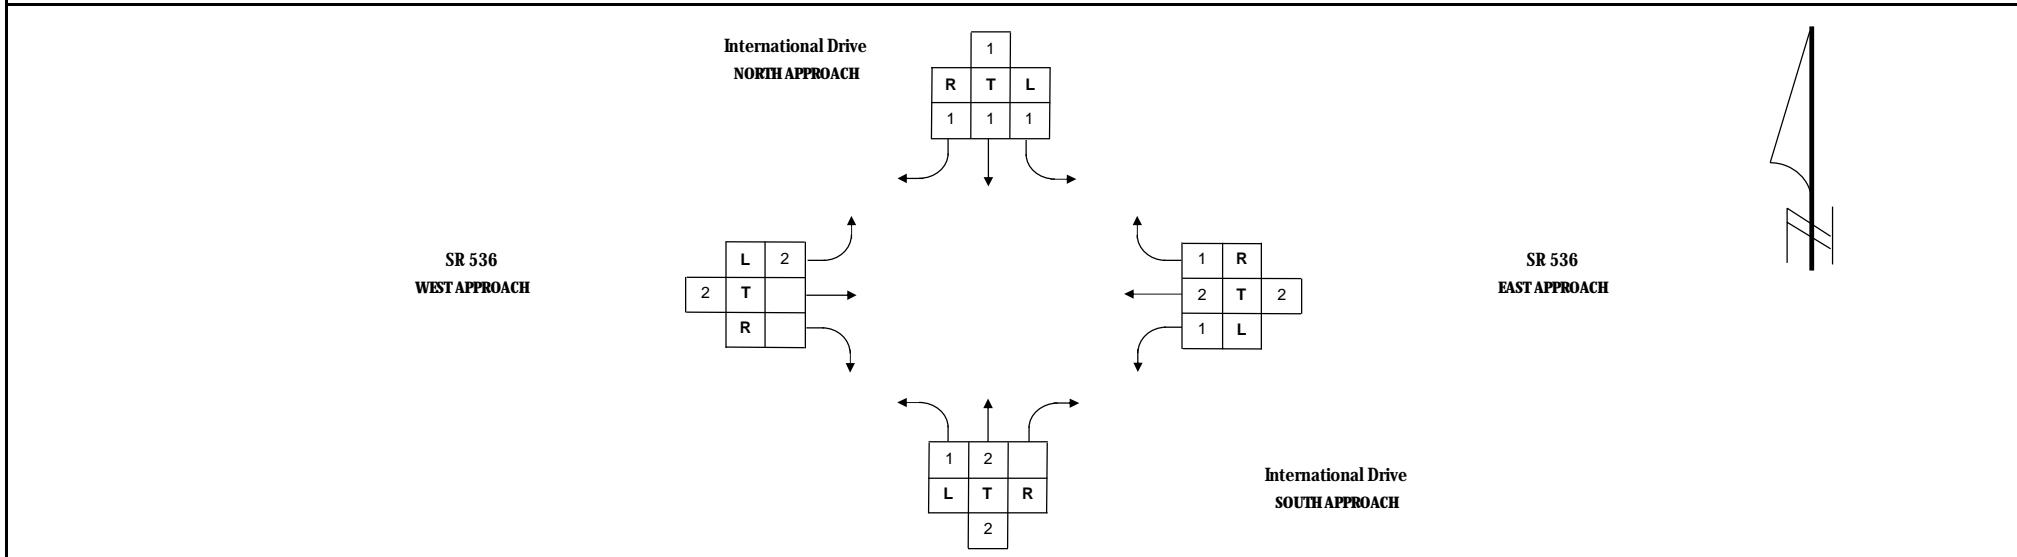 International Drive
NORTH APPROACH
1
R T L
1 1 1
SR 536
WEST APPROACH
L 2
2 T
R
1 R
2 T 2
1 L
SR 536
EAST APPROACH
1 2
L T R
2
International Drive
SOUTH APPROACH
N